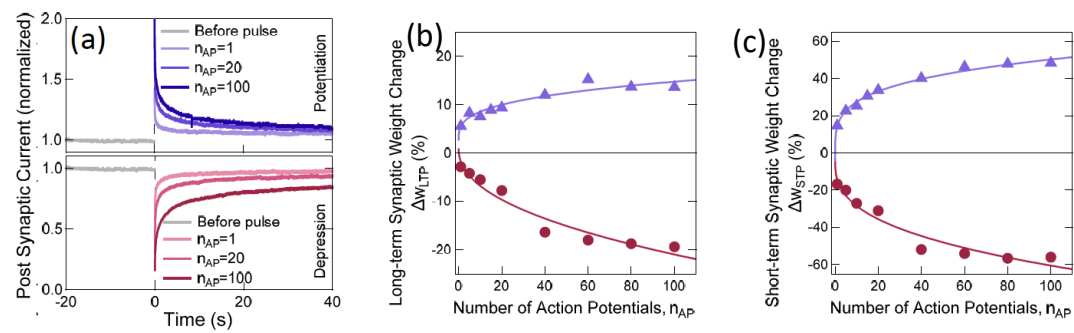 (a)
Post Synaptic Current (normalized)
2.0
1.0
0.5
0.0
Before pulse
nAP=1
nAP=20
nAP=100
Potentiation
Before pulse
nAP=1
nAP=20
nAP=100
Depression
-20
0
20
40
Time (s)
(b)
Long-term Synaptic Weight Change
ΔwLTP (%)
20
10
0
-10
-20
0
20
40
60
80
100
Number of Action Potentials, nAP
(c)
Short-term Synaptic Weight Change
ΔwSTP (%)
60
40
20
0
-20
-40
-60
0
20
40
60
80
100
Number of Action Potentials, nAP